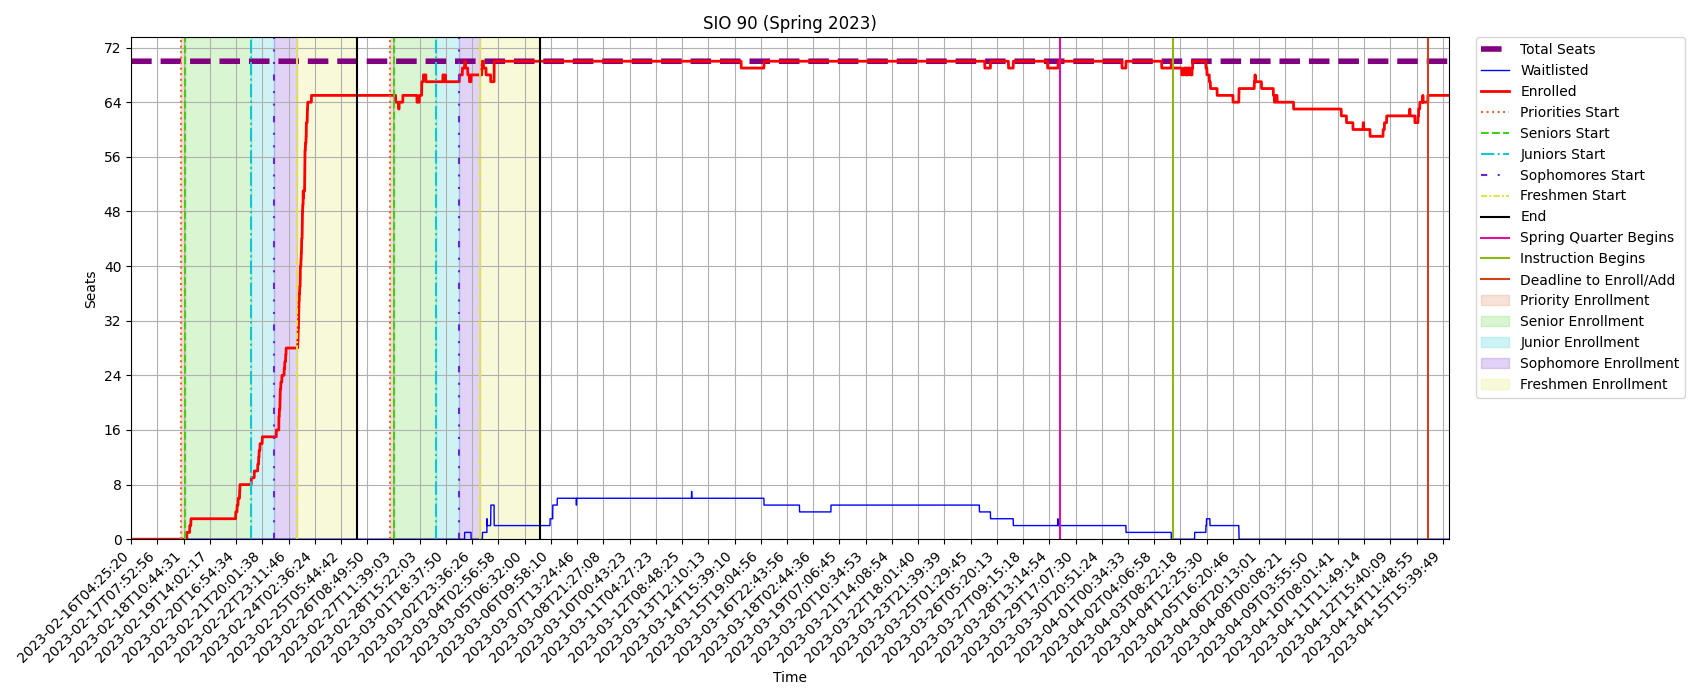 SIO 90 (Spring 2023)
72
64
56
48
40
32
24
16
8
0
Seats
2023-02-16T04:25:20
2023-02-17T07:52:56
2023-02-18T10:44:31
2023-02-19T14:02:17
2023-02-20T16:54:34
2023-02-21T20:01:38
2023-02-22T23:11:46
2023-02-24T02:36:24
2023-02-25T05:44:42
2023-02-26T08:49:50
2023-02-27T11:39:03
2023-02-28T15:22:03
2023-03-01T18:37:50
2023-03-02T22:36:26
2023-03-04T02:56:58
2023-03-05T06:32:00
2023-03-06T09:58:10
2023-03-07T13:24:46
2023-03-08T21:27:08
2023-03-10T00:43:23
2023-03-11T04:27:23
2023-03-12T08:48:25
2023-03-13T12:10:13
2023-03-14T15:39:10
2023-03-15T19:04:56
2023-03-16T22:43:56
2023-03-18T02:44:36
2023-03-19T07:06:45
2023-03-20T10:34:53
2023-03-21T14:08:54
2023-03-22T18:01:40
2023-03-23T21:39:39
2023-03-25T01:29:45
2023-03-26T05:20:13
2023-03-27T09:15:18
2023-03-28T13:14:54
2023-03-29T17:07:30
2023-03-30T20:51:24
2023-04-01T00:34:33
2023-04-02T04:06:58
2023-04-03T08:22:18
2023-04-04T12:25:30
2023-04-05T16:20:46
2023-04-06T20:13:01
2023-04-08T00:08:21
2023-04-09T03:55:50
2023-04-10T08:01:41
2023-04-11T11:49:14
2023-04-12T15:40:09
2023-04-14T11:48:55
2023-04-15T15:39:49
Time
Total Seats
Waitlisted
Enrolled
Priorities Start
Seniors Start
Juniors Start
Sophomores Start
Freshmen Start
End
Spring Quarter Begins
Instruction Begins
Deadline to Enroll/Add
Priority Enrollment
Senior Enrollment
Junior Enrollment
Sophomore Enrollment
Freshmen Enrollment